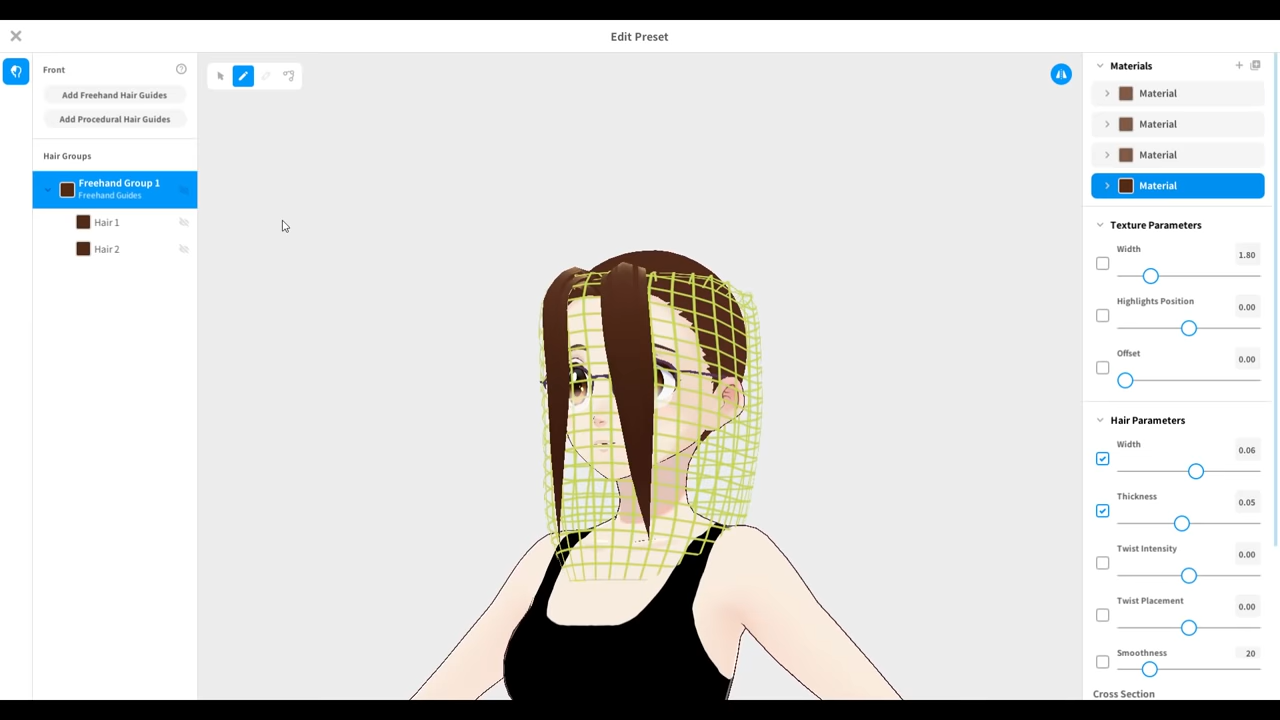 Edit Preset
Front
Add Freehand Hair Guides
Add Procedural Hair Guides
Hair Groups
Freehand Group 1
Freehand Guides
Hair 1
Hair 2
Materials
Material
Material
Material
Material
Texture Parameters
Width
1.80
Highlights Position
0.00
Offset
0.00
Hair Parameters
Width
0.06
Thickness
0.05
Twist Intensity
0.00
Twist Placement
0.00
Smoothness
20
Cross Section